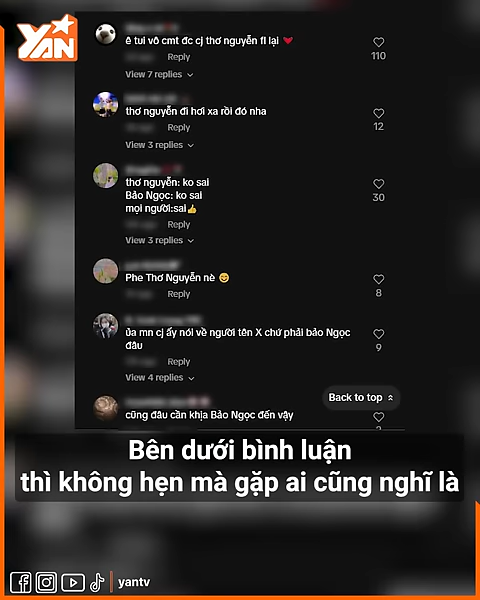 YAN
ê tui vô cmt đc cj thơ nguyễn fl lại
110
Reply
View 7 replies
thơ nguyễn đi hơi xa rồi đó nha
12
Reply
View 3 replies
thơ nguyễn: ko sai
Bảo Ngọc: ko sai
mọi người:sai👍
30
Reply
View 3 replies
Phe Thơ Nguyễn nè 😊
8
Reply
ủa mn cj ấy nói về người tên X chứ phải bảo Ngọc
đâu
9
Reply
View 4 replies
Back to top
cũng đâu cần khịa Bảo Ngọc đến vậy
Bên dưới bình luận
thì không hẹn mà gặp ai cũng nghĩ là
yantv